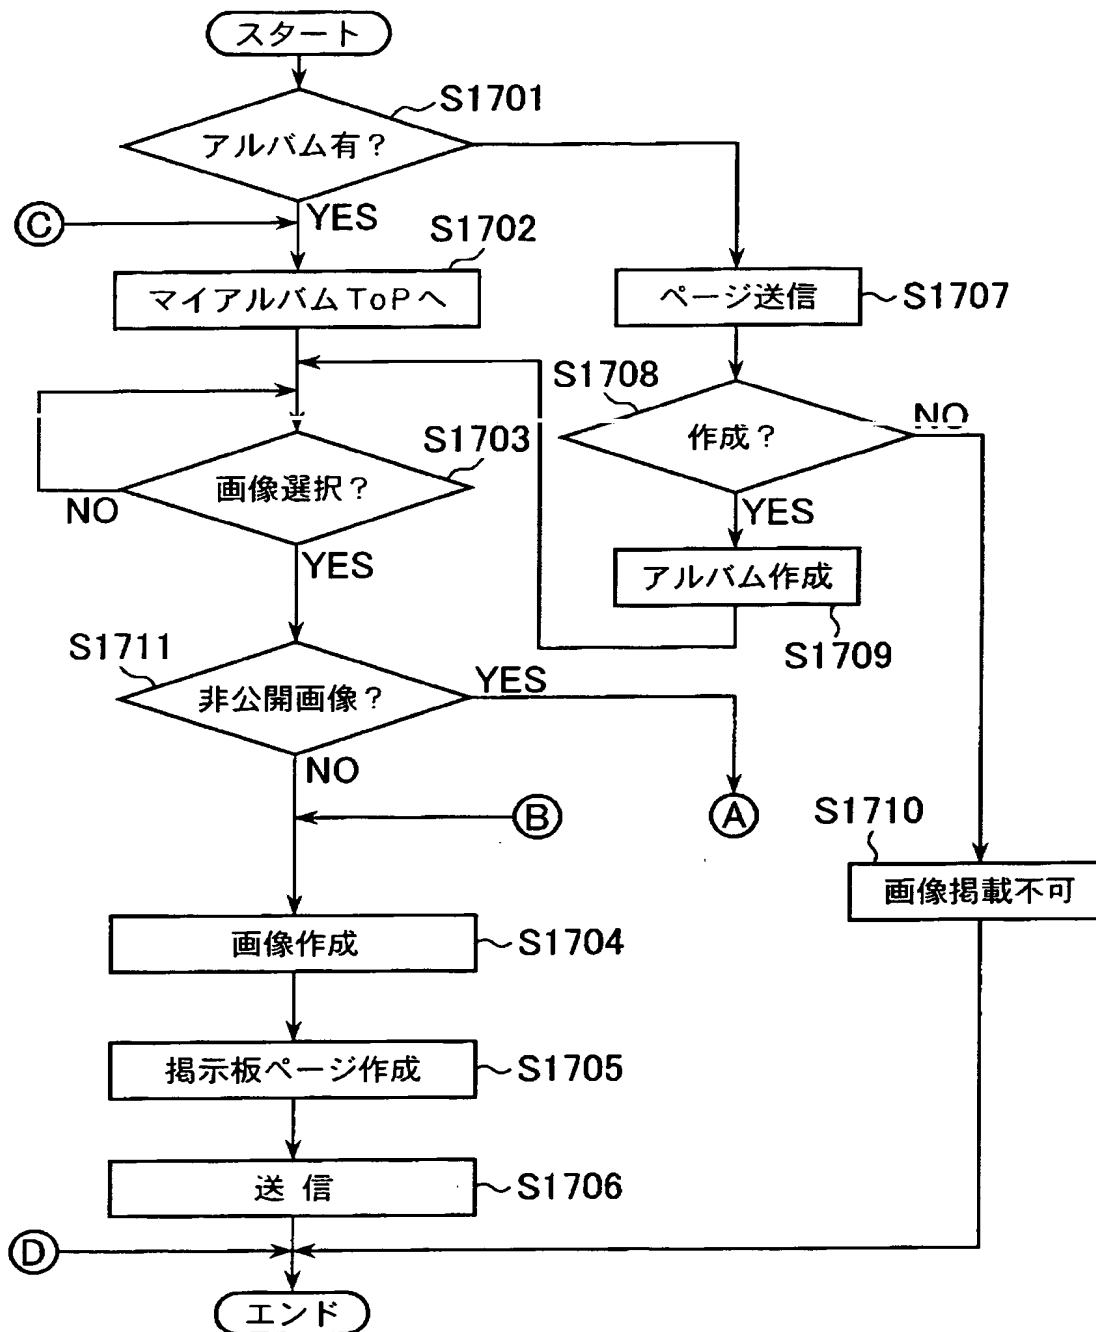 スタート
S1701
アルバム有？
C
YES
S1702
マイアルバムToPへ
ページ送信
S1707
S1708
作成？
NO
S1703
画像選択？
NO
YES
YES
アルバム作成
S1709
S1711
非公開画像？
YES
NO
B
A
S1710
画像掲載不可
画像作成
S1704
掲示板ページ作成
S1705
送信
S1706
D
エンド